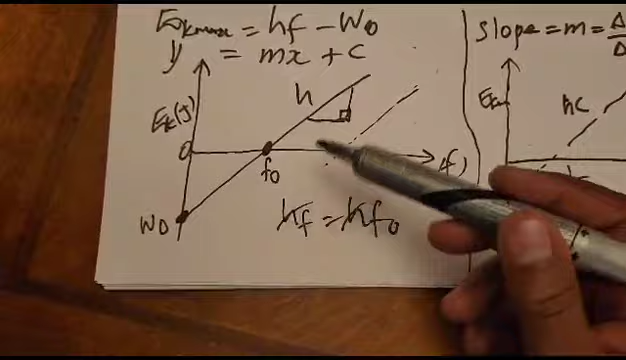 Ekmax = hf - W0
y = mx + c
Slope = m = Δ
Δ
Ek(J)
h
0
f0
(f)
W0
hf = hf0
Ek
hc